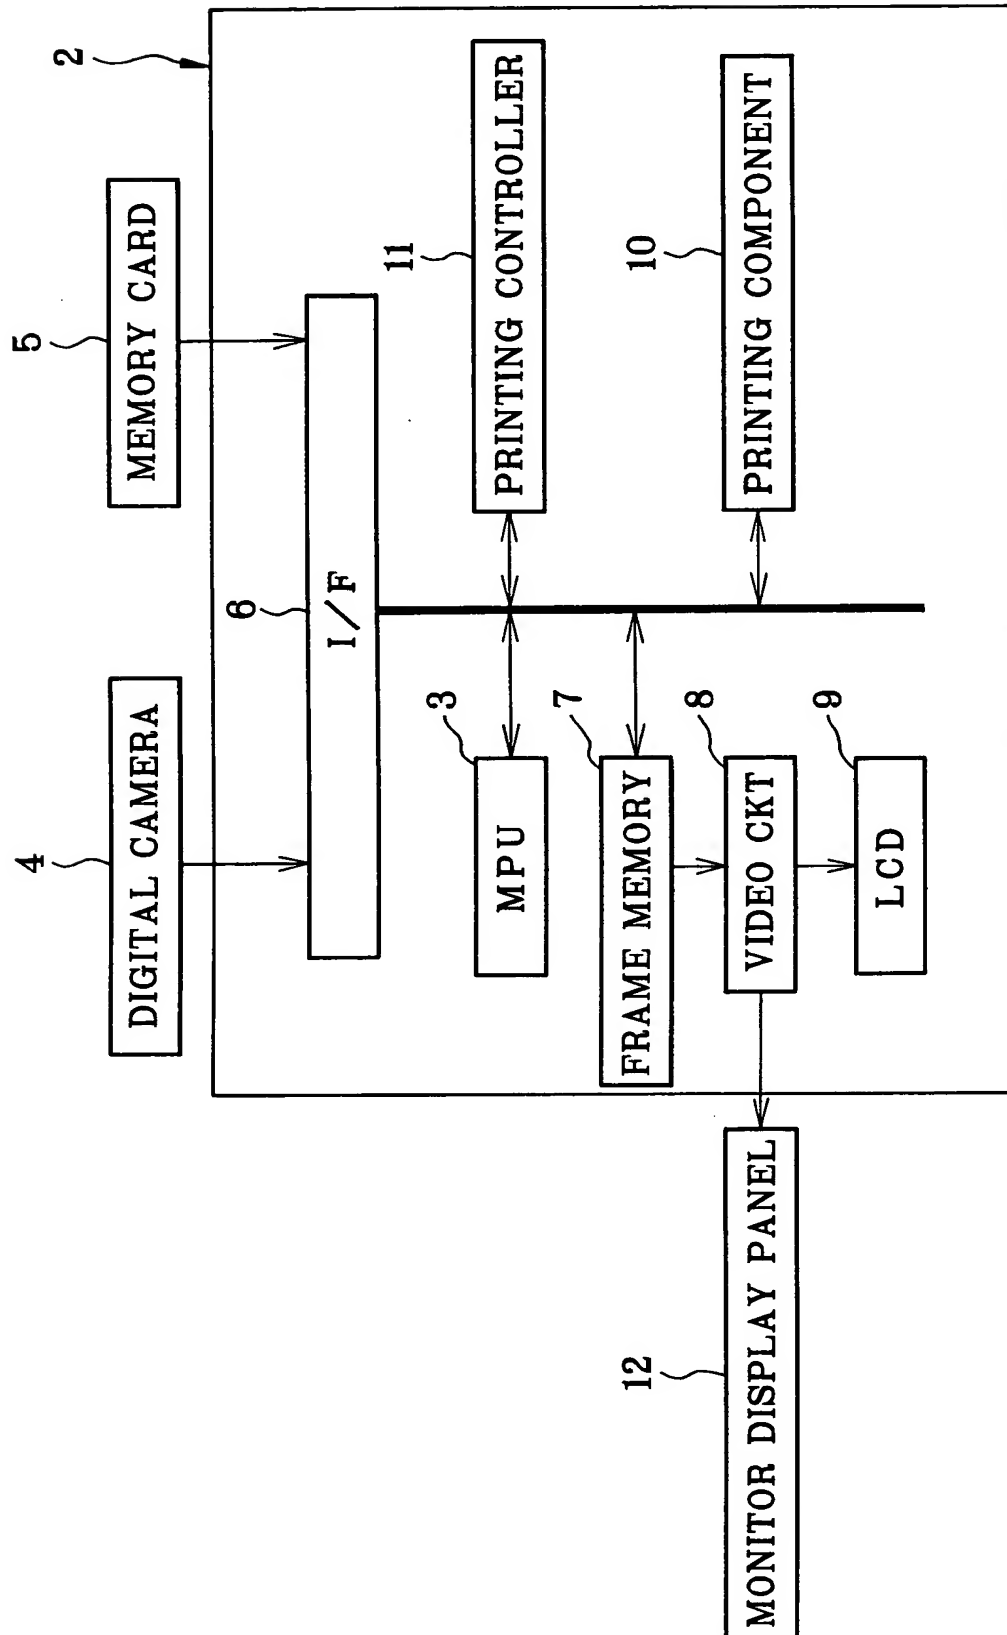 2
5
MEMORY CARD
4
DIGITAL CAMERA
6
I/F
11
PRINTING CONTROLLER
3
MPU
10
PRINTING COMPONENT
7
FRAME MEMORY
8
VIDEO CKT
9
LCD
12
MONITOR DISPLAY PANEL